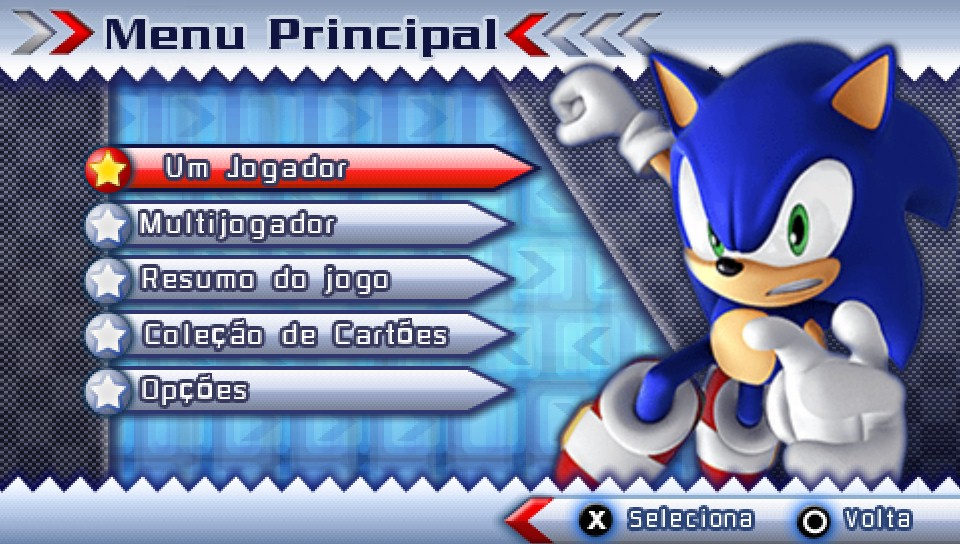 Menu Principal
Um Jogador
Multijogador
Resumo do jogo
Coleção de Cartões
Opções
X Seleciona O Volta